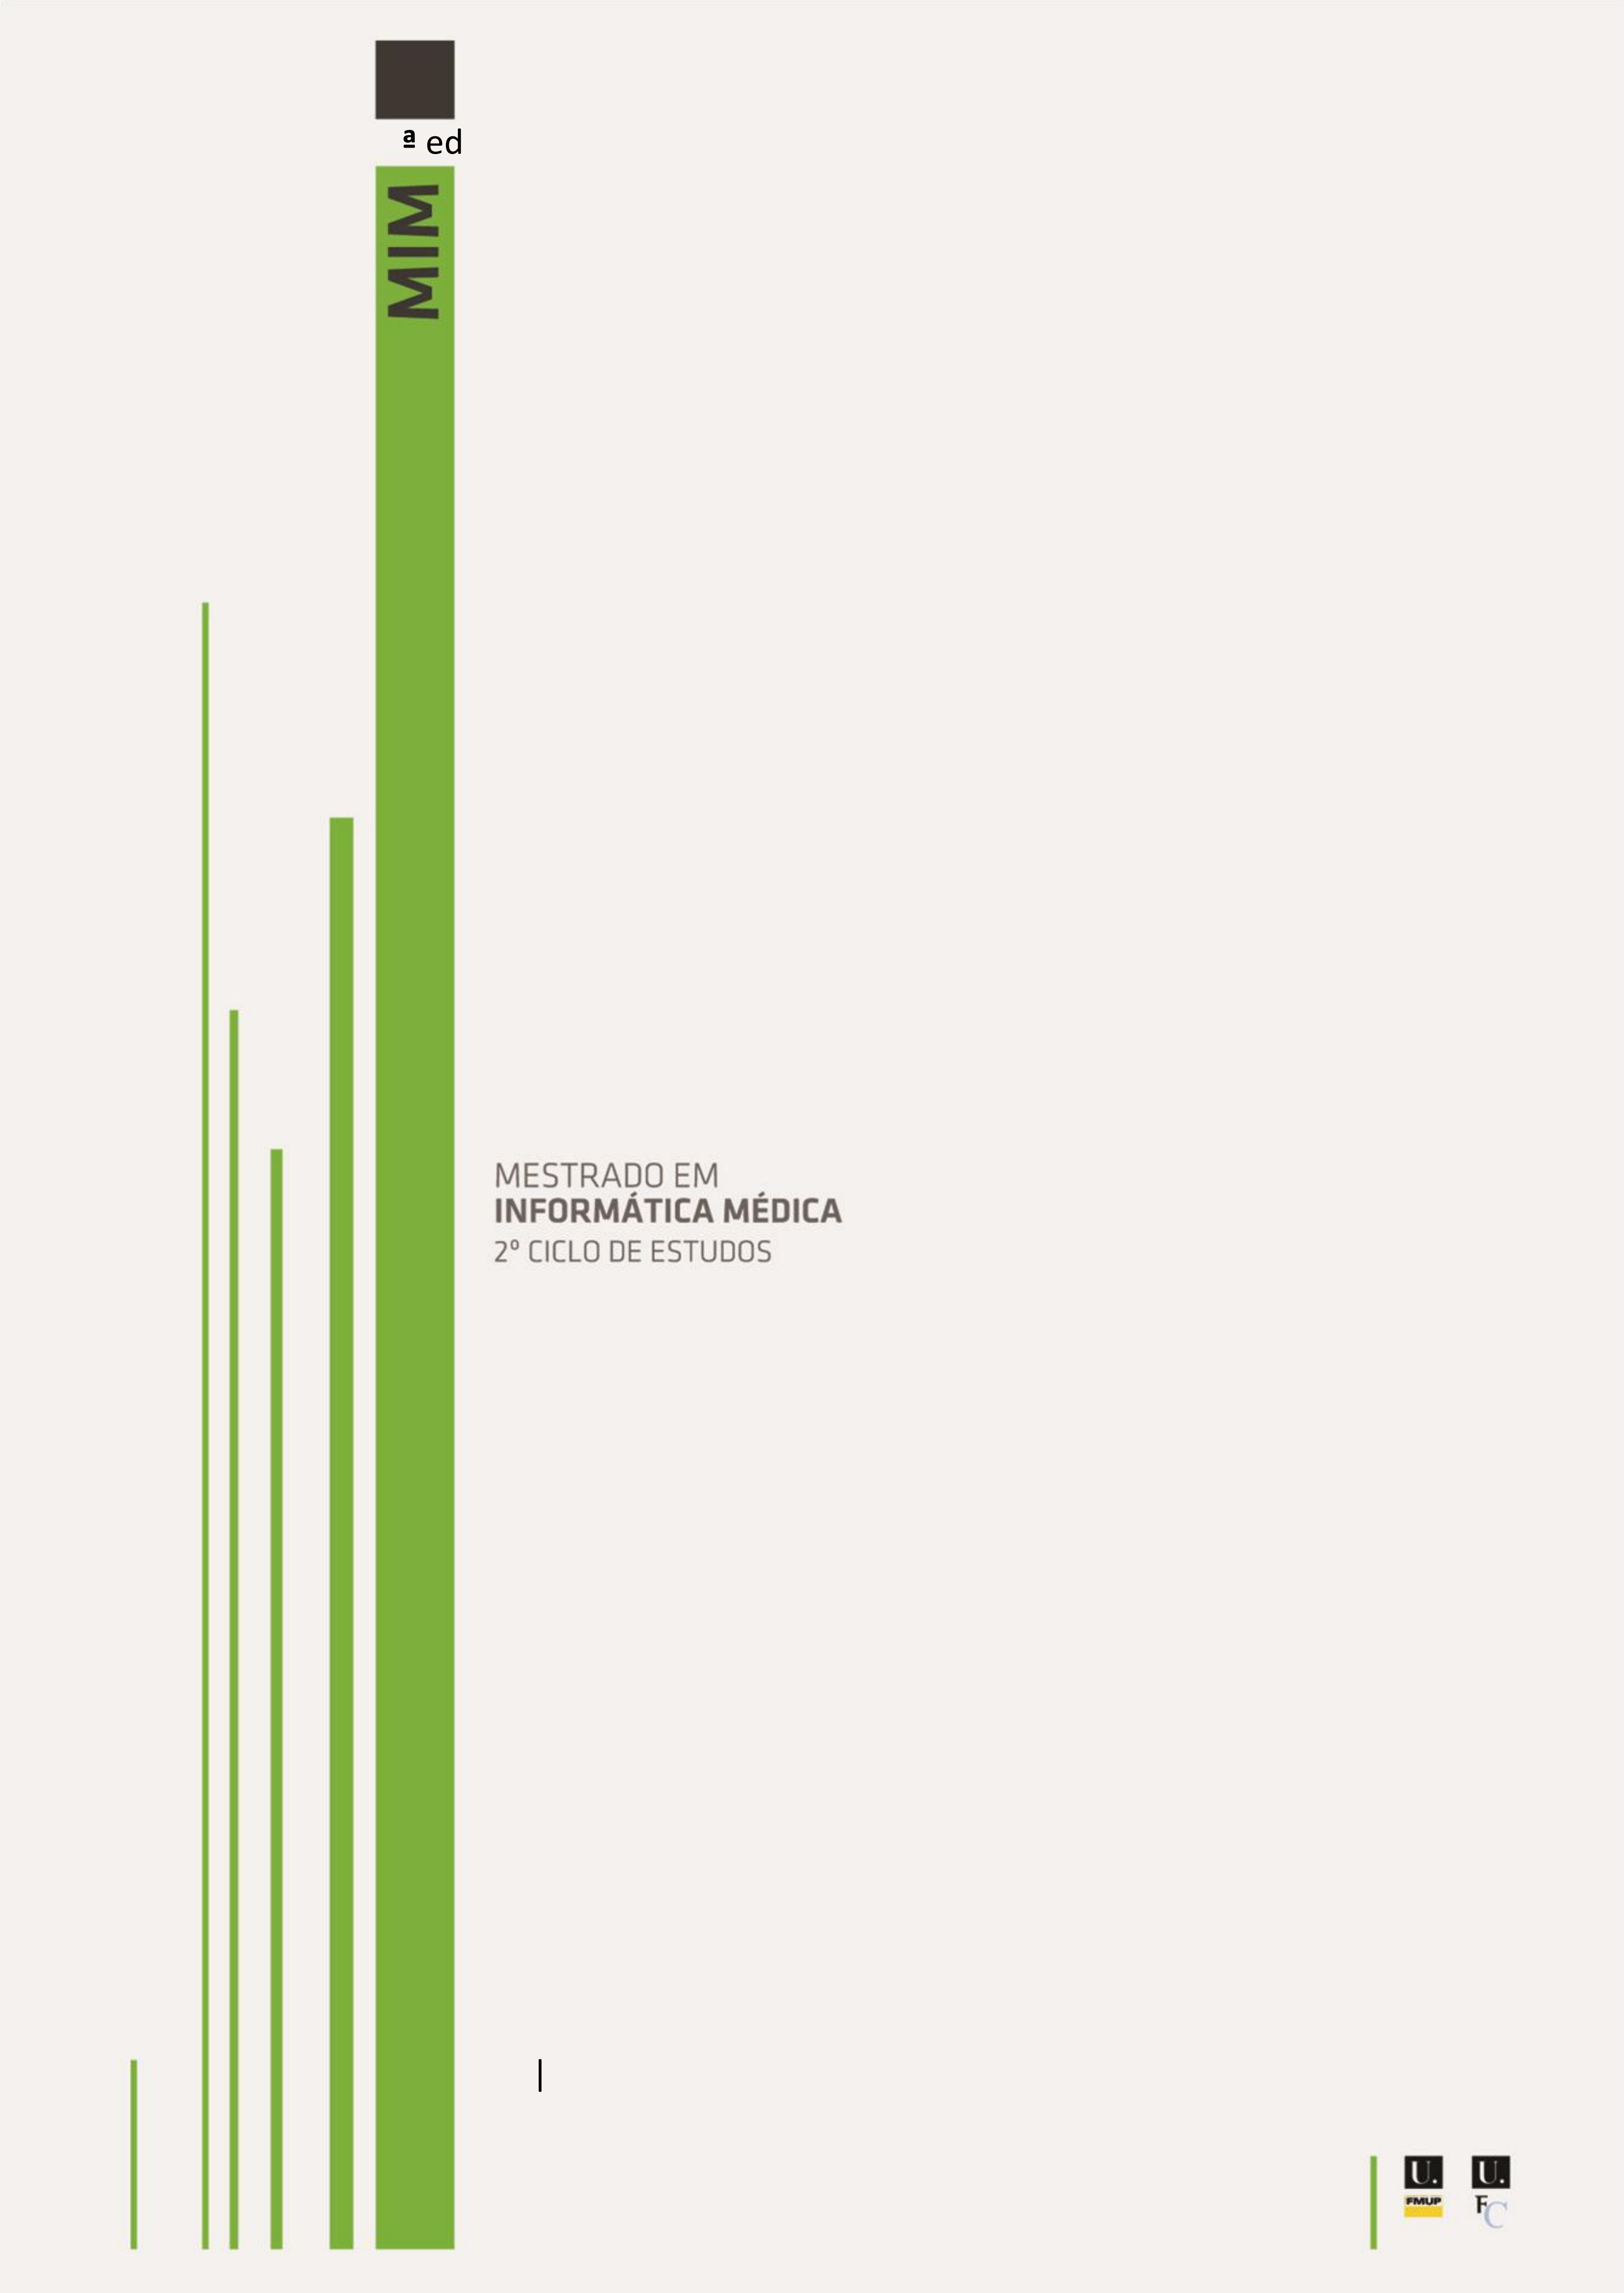 ª ed
MIM
MESTRADO EM
INFORMÁTICA MÉDICA
2º CICLO DE ESTUDOS
|
U. U.
FMUP FC